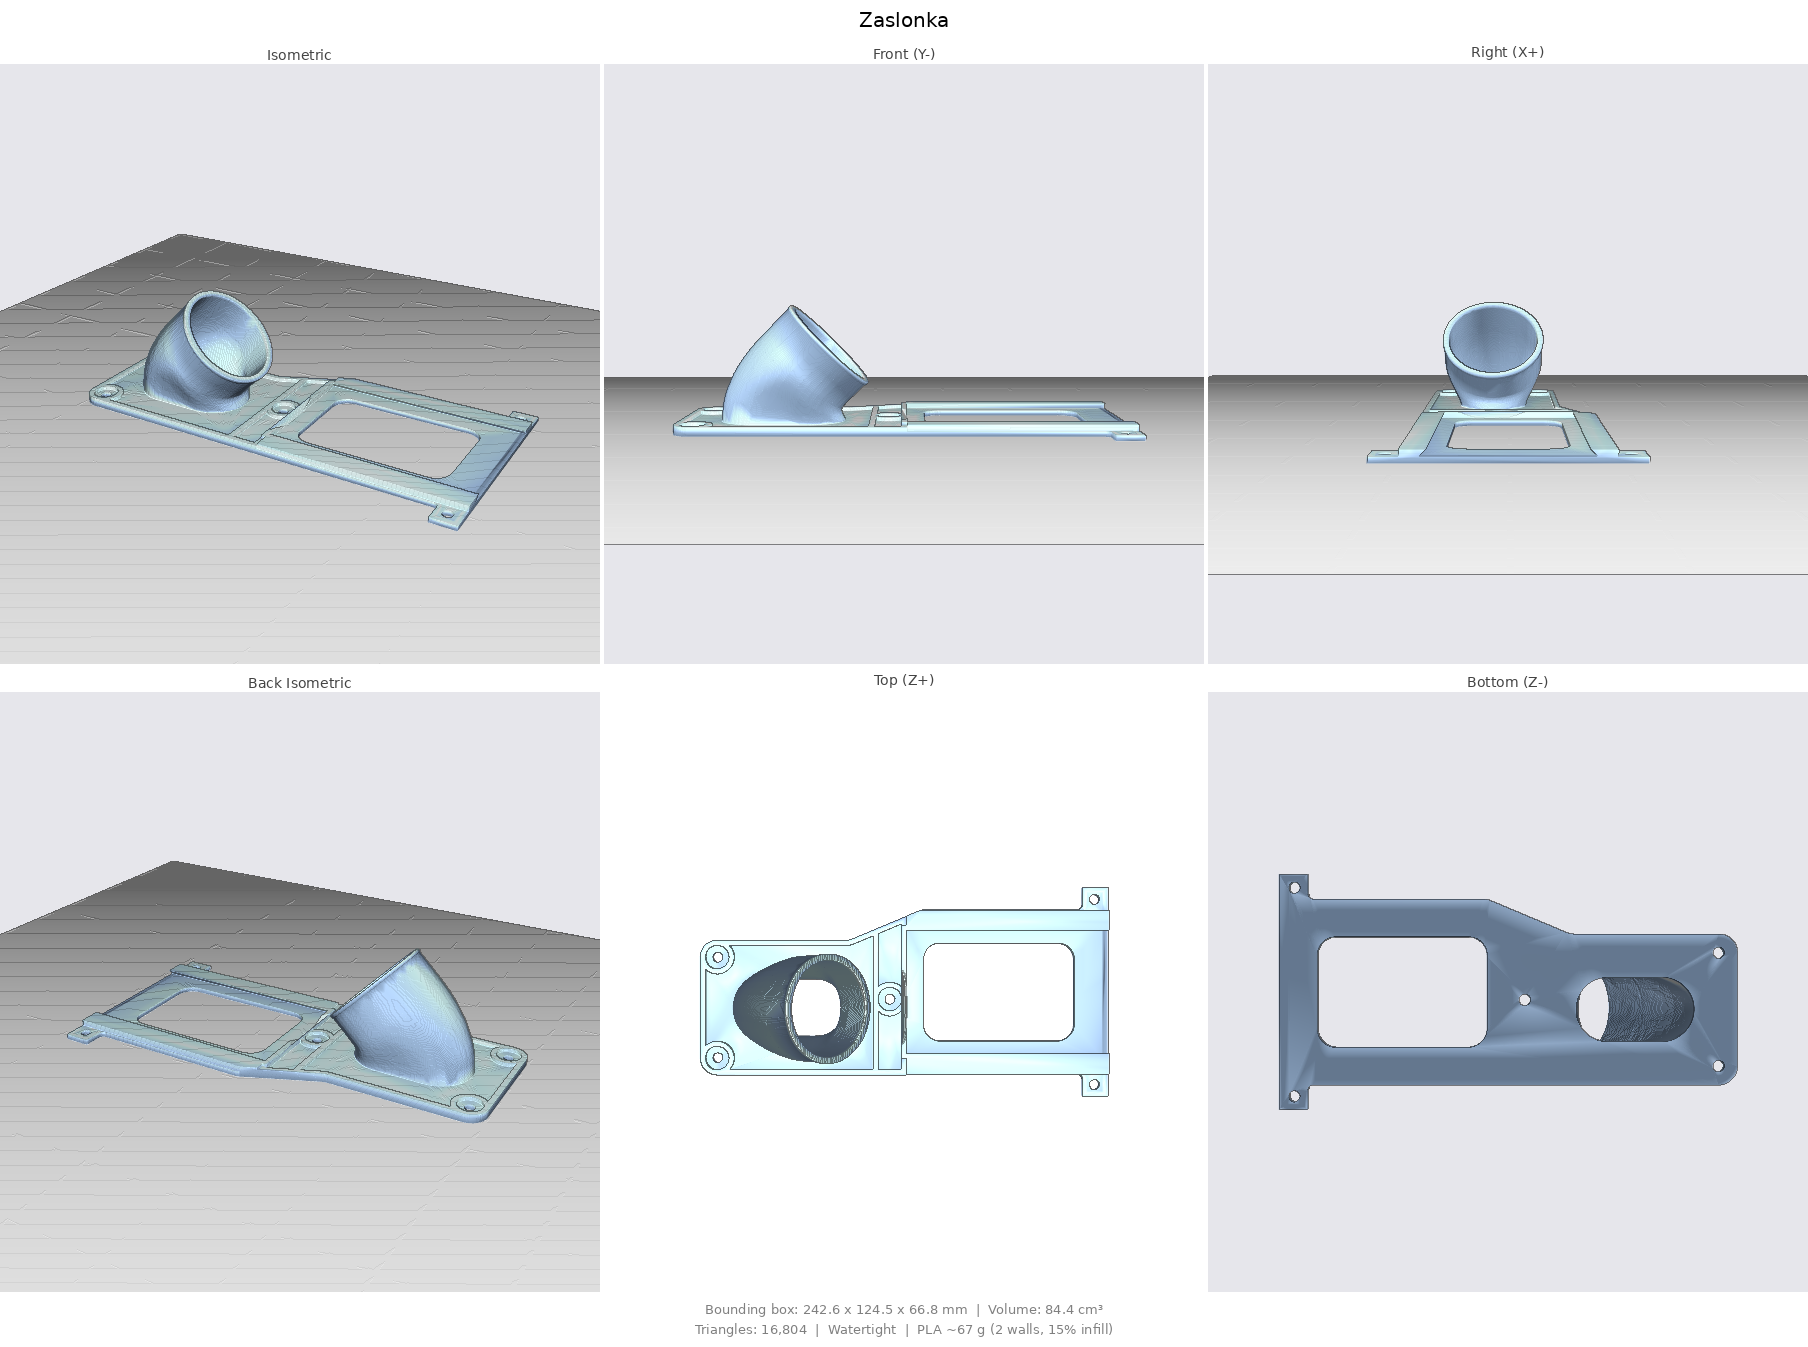 Zaslonka
Isometric
Front (Y-)
Right (X+)
Back Isometric
Top (Z+)
Bottom (Z-)
Bounding box: 242.6 x 124.5 x 66.8 mm | Volume: 84.4 cm³
Triangles: 16,804 | Watertight | PLA ~67 g (2 walls, 15% infill)